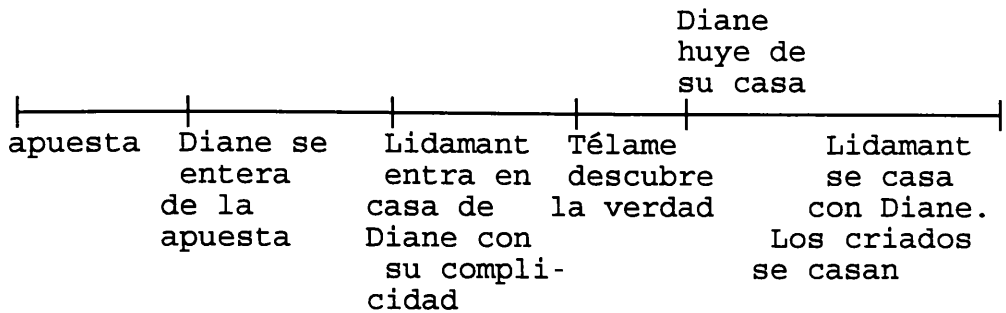 Diane
huye de
su casa
apuesta
Diane se
entera
de la
apuesta
Lidamant
entra en
casa de
Diane con
su compli-
cidad
Télame
descubre
la verdad
Lidamant
se casa
con Diane.
Los criados
se casan